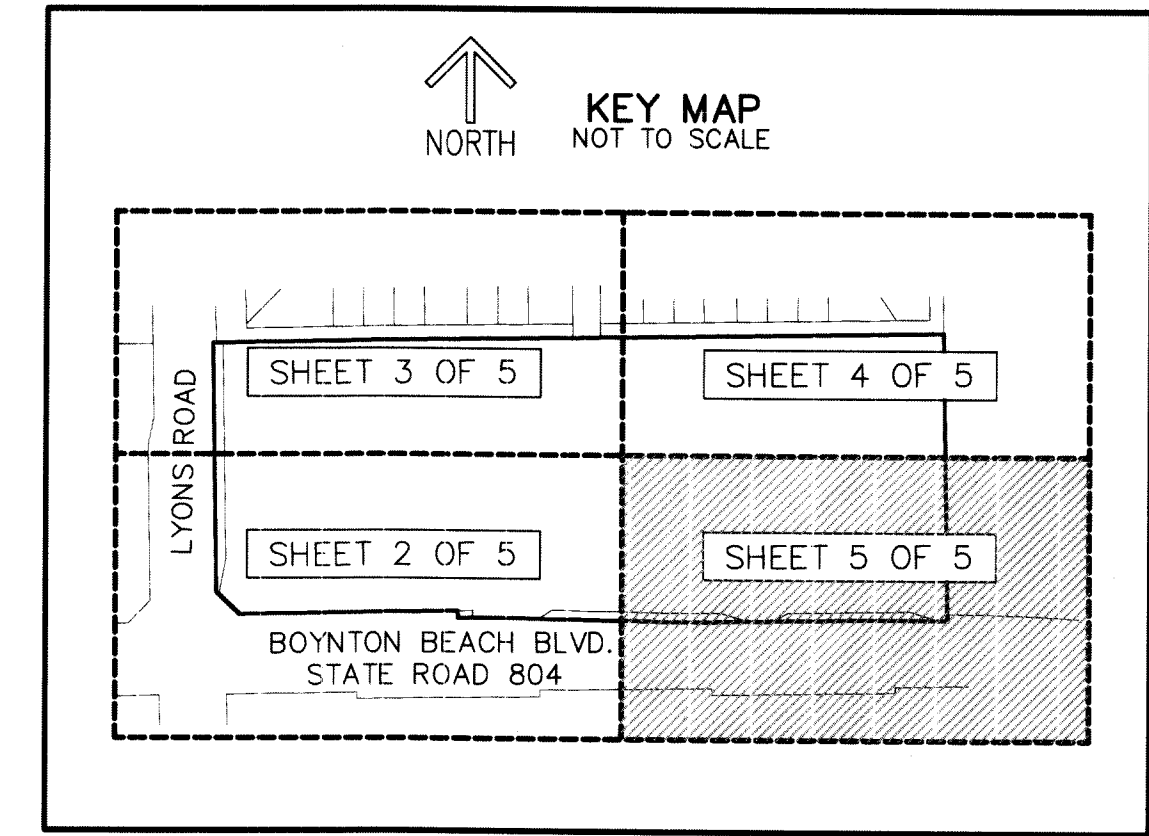 KEY MAP
NOT TO SCALE
NORTH
SHEET 3 OF 5
SHEET 4 OF 5
LYONS ROAD
SHEET 2 OF 5
SHEET 5 OF 5
BOYNTON BEACH BLVD.
STATE ROAD 804